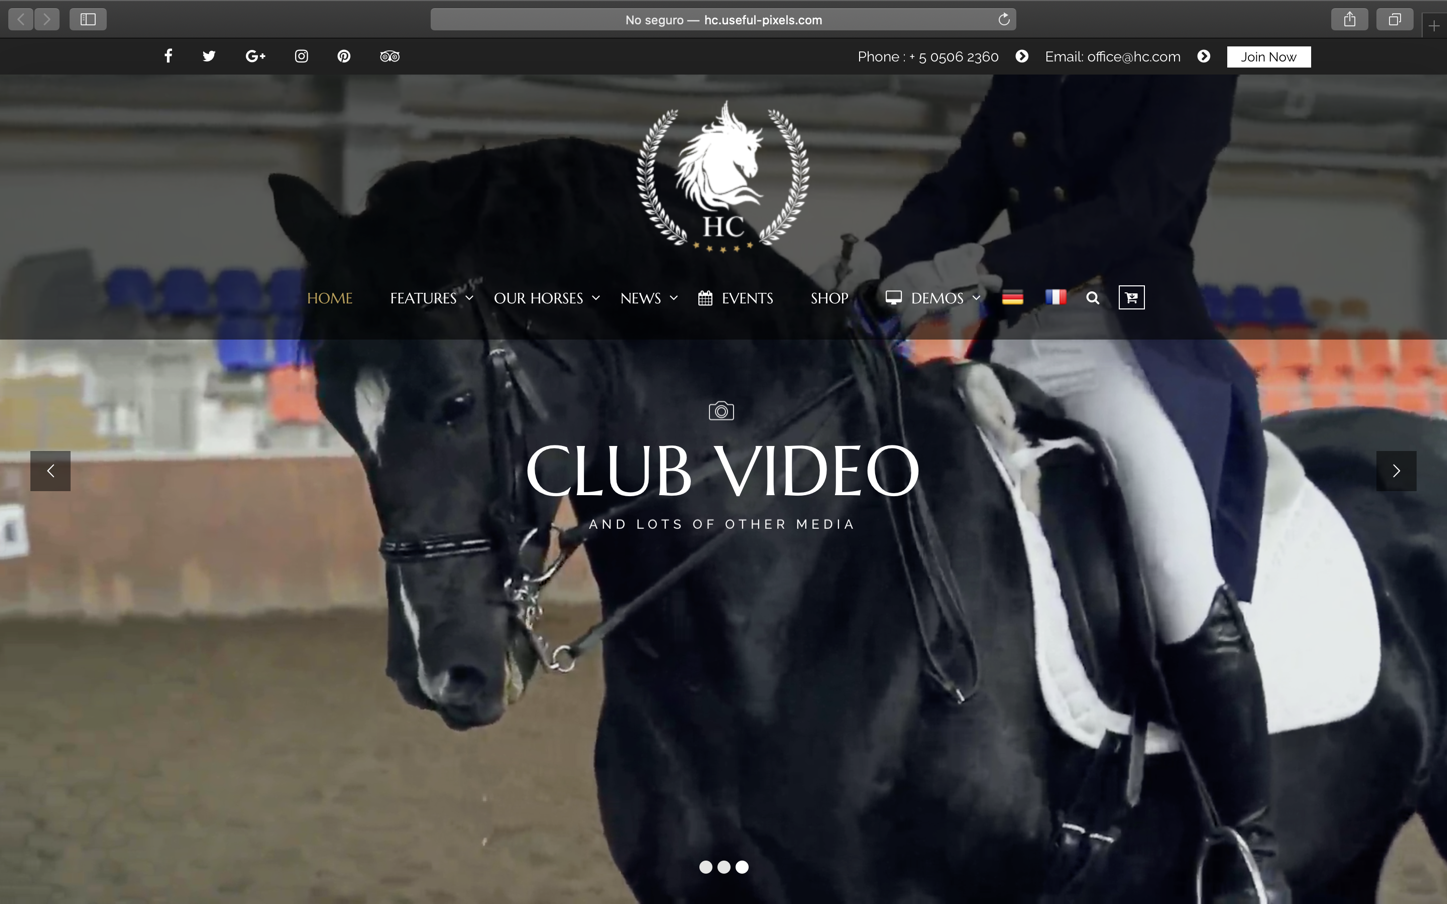 No seguro — hc.useful-pixels.com
Phone : + 5 0506 2360 Email: office@hc.com Join Now
HC
HOME FEATURES OUR HORSES NEWS EVENTS SHOP DEMOS
CLUB VIDEO
AND LOTS OF OTHER MEDIA